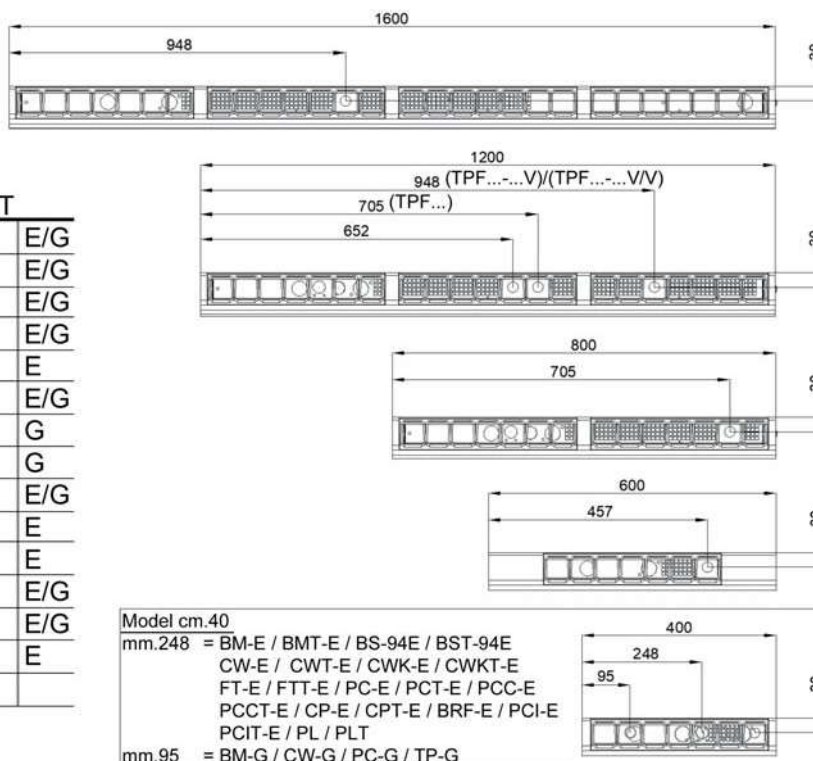 1600
948
1200
948 (TPF...-...V)/(TPF...-...V/V)
705 (TPF...)
652
T
E/G
E/G
E/G
E/G
E
E/G
G
G
E/G
E
E
E/G
E/G
E
800
705
600
457
Model cm.40
mm.248 = BM-E / BMT-E / BS-94E / BST-94E
CW-E / CWT-E / CWK-E / CWKT-E
FT-E / FTT-E / PC-E / PCT-E / PCC-E
PCCT-E / CP-E / CPT-E / BRF-E / PCI-E
PCIT-E / PL / PLT
mm.95 = BM-G / CW-G / PC-G / TP-G
400
248
95